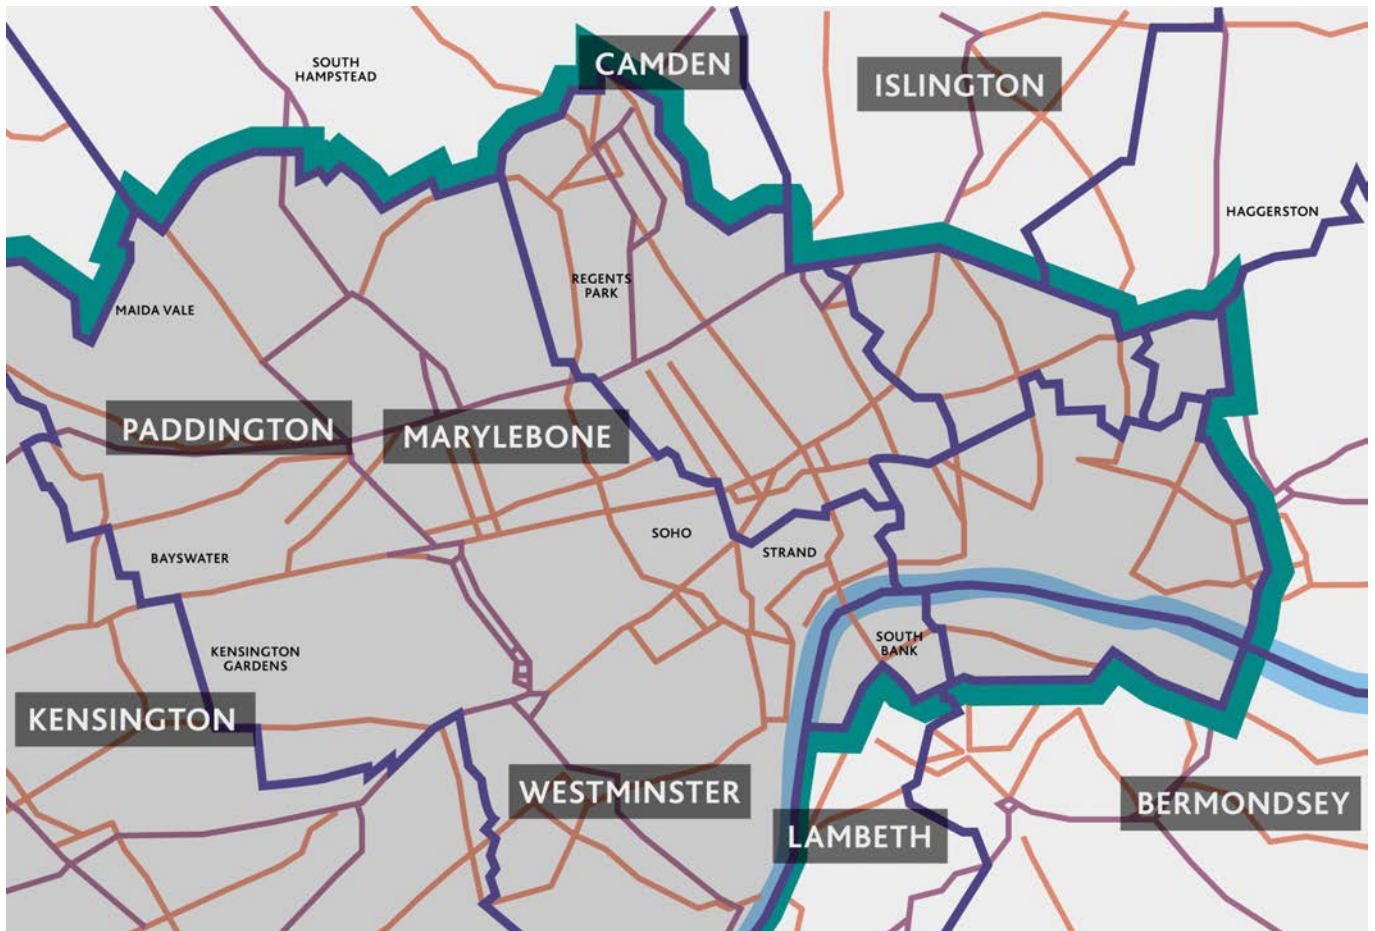 CAMDEN
SOUTH
HAMPSTEAD
ISLINGTON
HAGGERSTON
REGENTS
PARK
MAIDA VALE
PADDINGTON
MARYLEBONE
SOHO
STRAND
BAYSWATER
SOUTH
BANK
KENSINGTON
GARDENS
KENSINGTON
WESTMINSTER
BERMONDSEY
LAMBETH